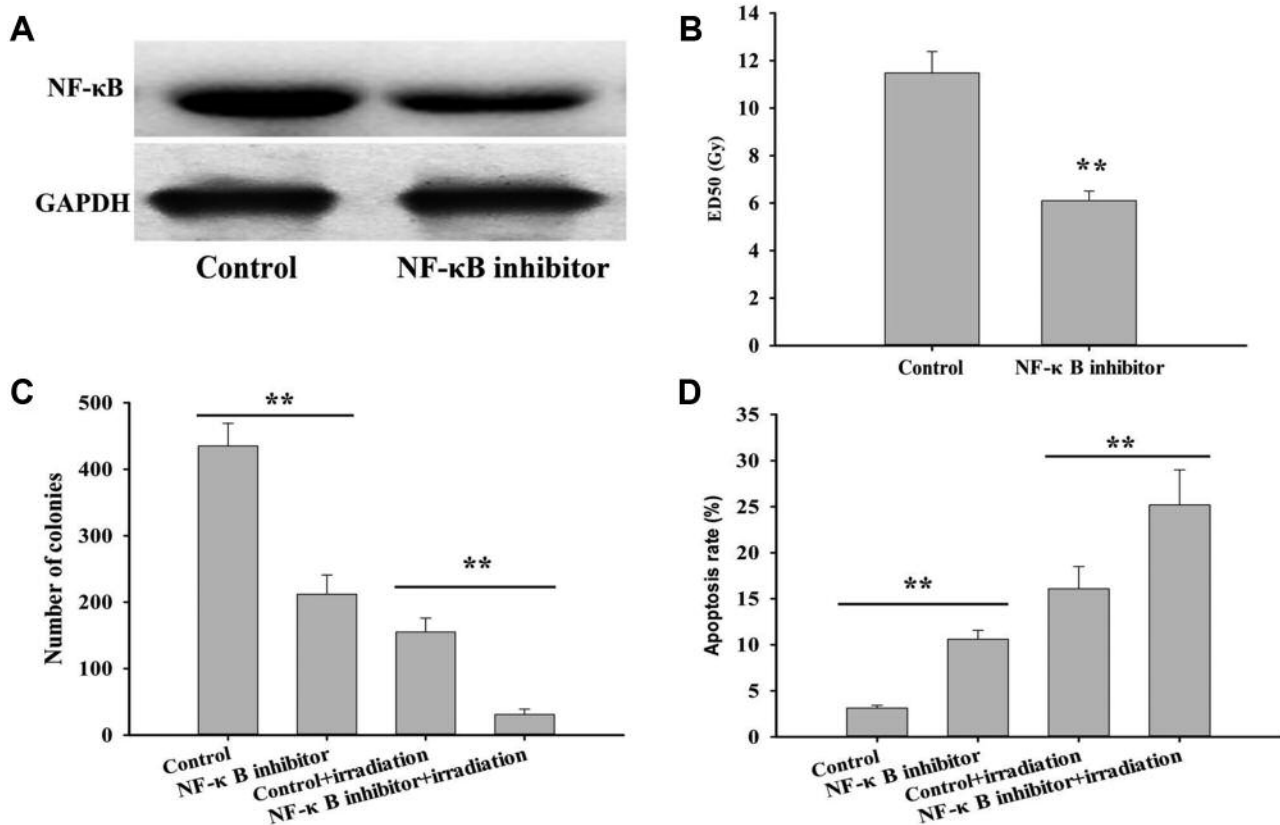 A
NF-κB
GAPDH
Control
NF-κB inhibitor
B
ED50 (Gy)
14
12
10
8
6
4
2
0
**
Control
NF-κ B inhibitor
C
Number of colonies
500
400
300
200
100
0
**
**
Control
NF-κ B inhibitor
Control+irradiation
NF-κ B inhibitor+irradiation
D
Apoptosis rate (%)
35
30
25
20
15
10
5
0
**
**
Control
NF-κ B inhibitor
Control+irradiation
NF-κ B inhibitor+irradiation